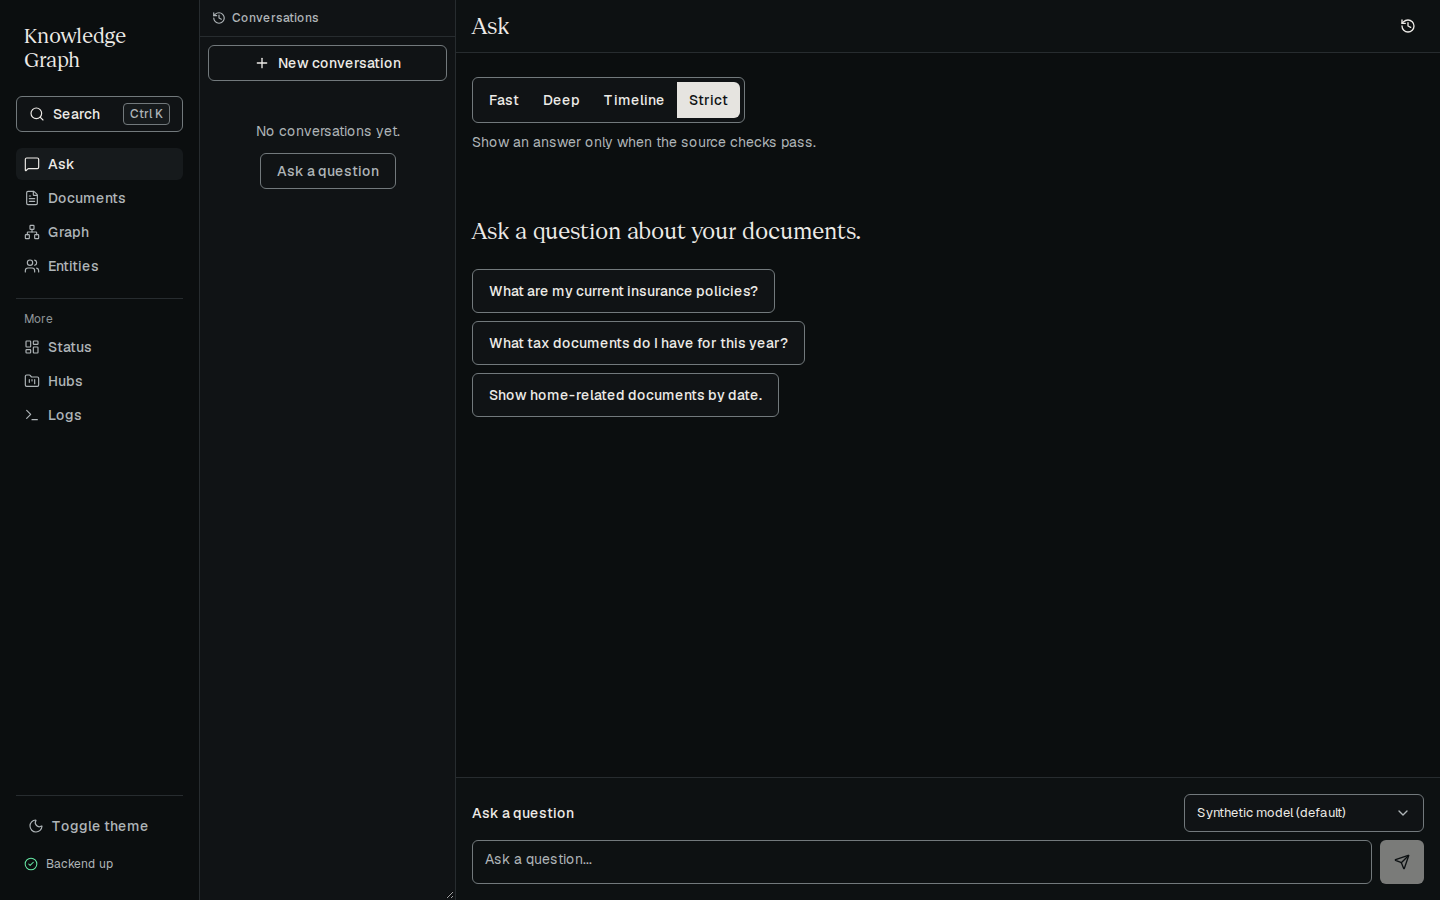 Knowledge
Graph
Search Ctrl K
Ask
Documents
Graph
Entities
More
Status
Hubs
Logs
Toggle theme
Backend up
Conversations
New conversation
No conversations yet.
Ask a question
Ask
Fast Deep Timeline Strict
Show an answer only when the source checks pass.
Ask a question about your documents.
What are my current insurance policies?
What tax documents do I have for this year?
Show home-related documents by date.
Ask a question
Synthetic model (default)
Ask a question...